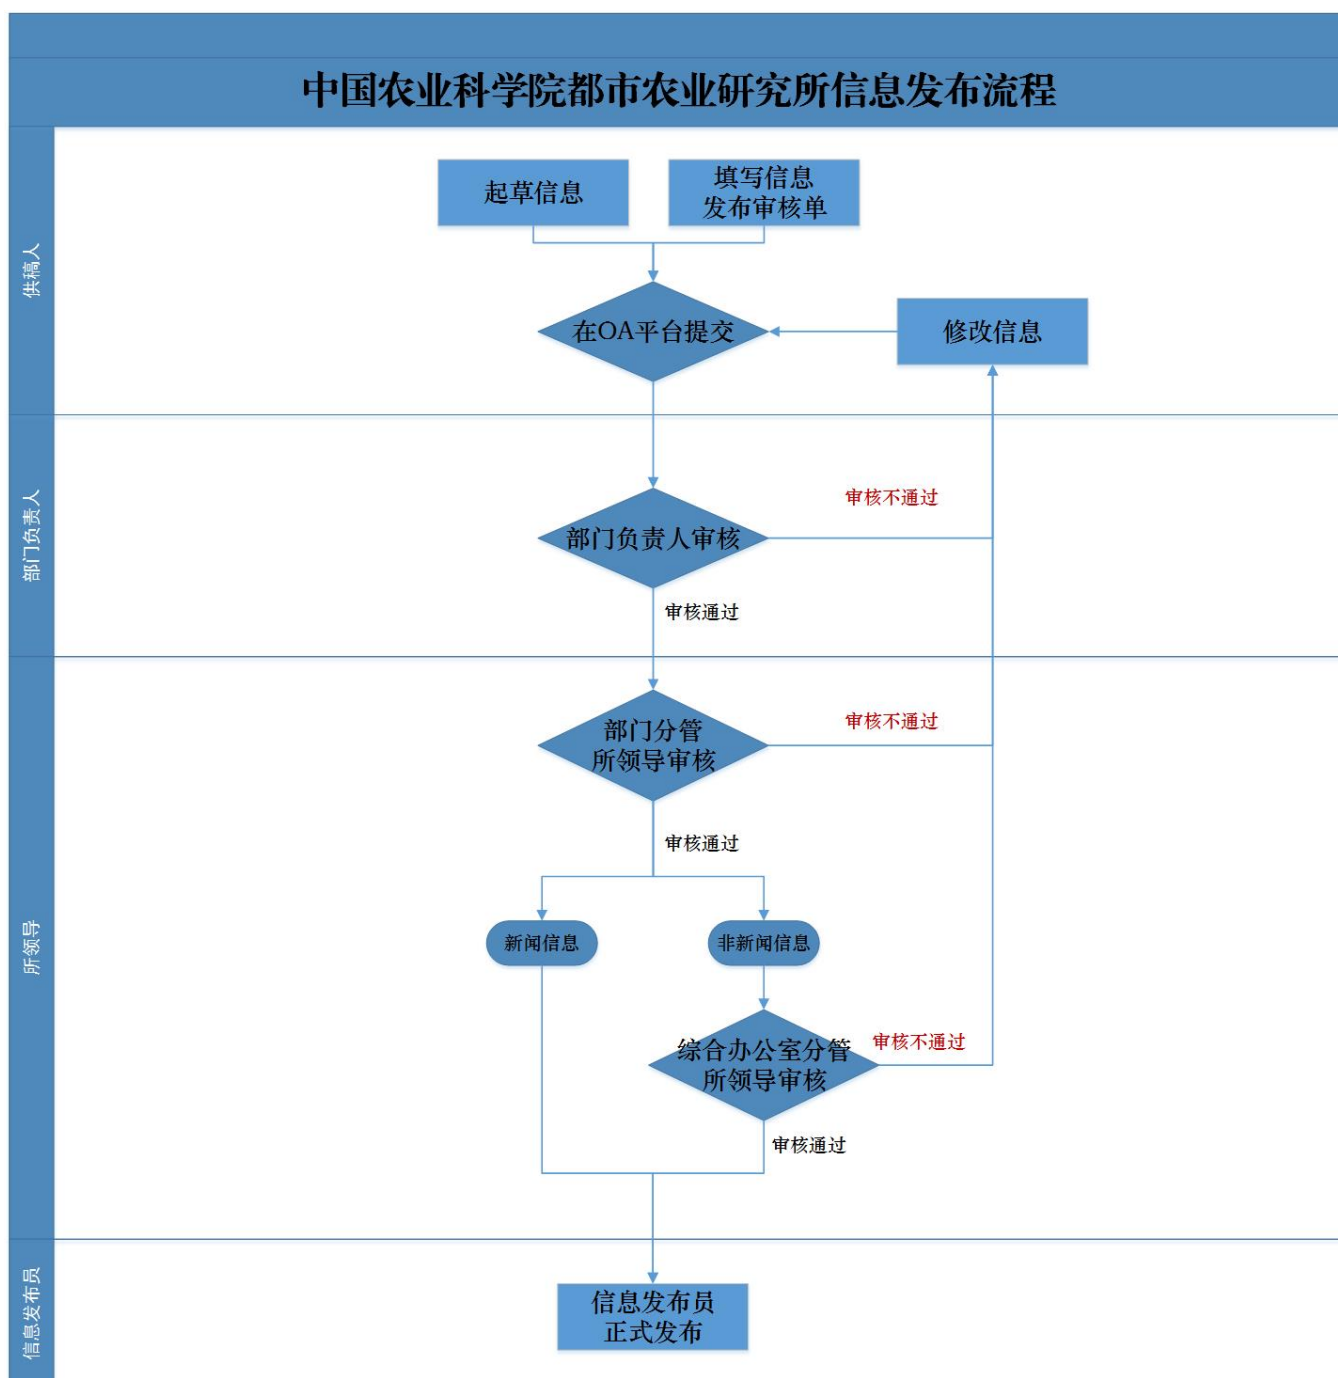 中国农业科学院都市农业研究所信息发布流程
供稿人
起草信息
填写信息
发布审核单
在OA平台提交
修改信息
部门负责人
部门负责人审核
审核不通过
审核通过
所领导
部门分管
所领导审核
审核不通过
审核通过
新闻信息
非新闻信息
综合办公室分管
所领导审核
审核不通过
审核通过
信息发布员
信息发布员
正式发布